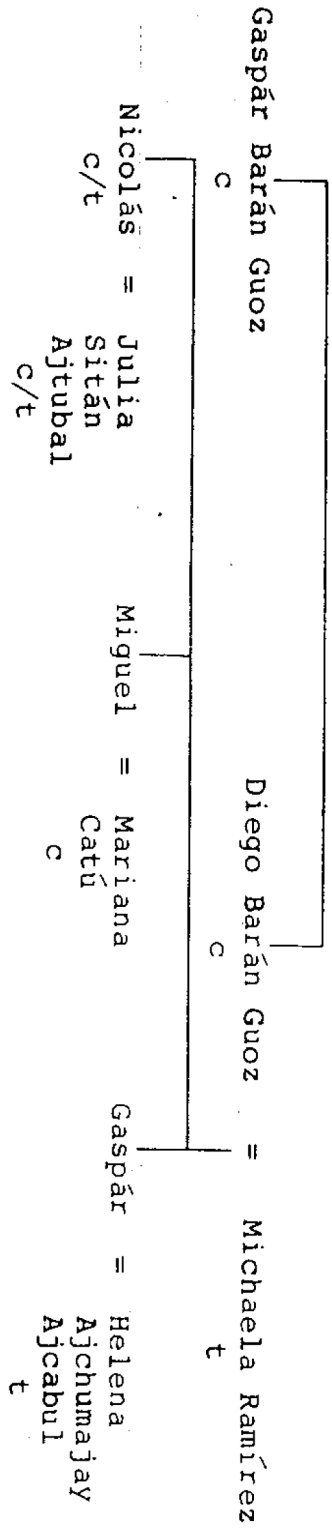 Gaspár Barán Guoz
c
Diego Barán Guoz = Michaela Ramírez
c
t
Nicolás = Julia
Sitán
Ajtubal
c/t
c/t
Miguel = Mariana
Catú
c
Gaspár = Helena
Ajchumajay
Ajcabul
t